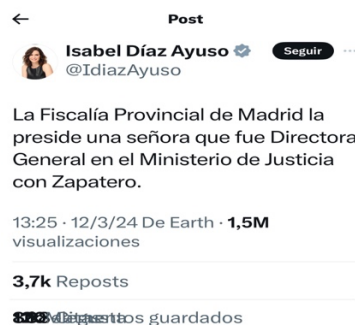 Post
Isabel Díaz Ayuso
Seguir
@IdiazAyuso
La Fiscalía Provincial de Madrid la
preside una señora que fue Directora
General en el Ministerio de Justicia
con Zapatero.
13:25 · 12/3/24 De Earth · 1,5M
visualizaciones
3,7k Reposts
guardados